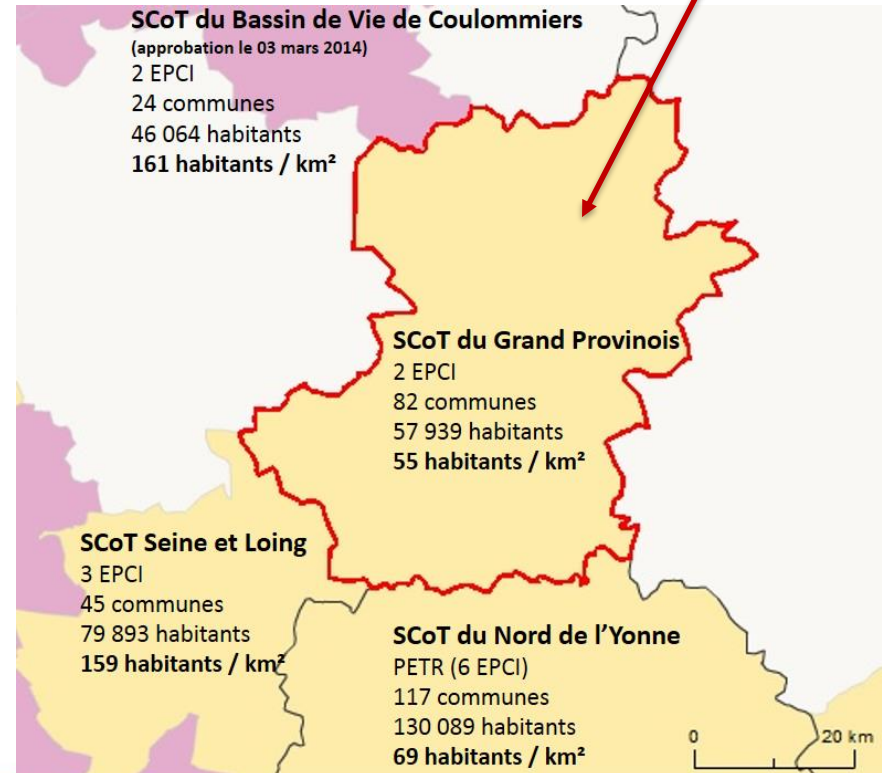 SCoT du Bassin de Vie de Coulommiers
(approbation le 03 mars 2014)
2 EPCI
24 communes
46 064 habitants
161 habitants / km²
SCoT du Grand Provinois
2 EPCI
82 communes
57 939 habitants
55 habitants / km²
SCoT Seine et Loing
3 EPCI
45 communes
79 893 habitants
159 habitants / km²
SCoT du Nord de l’Yonne
PETR (6 EPCI)
117 communes
130 089 habitants
69 habitants / km²
0 20 km